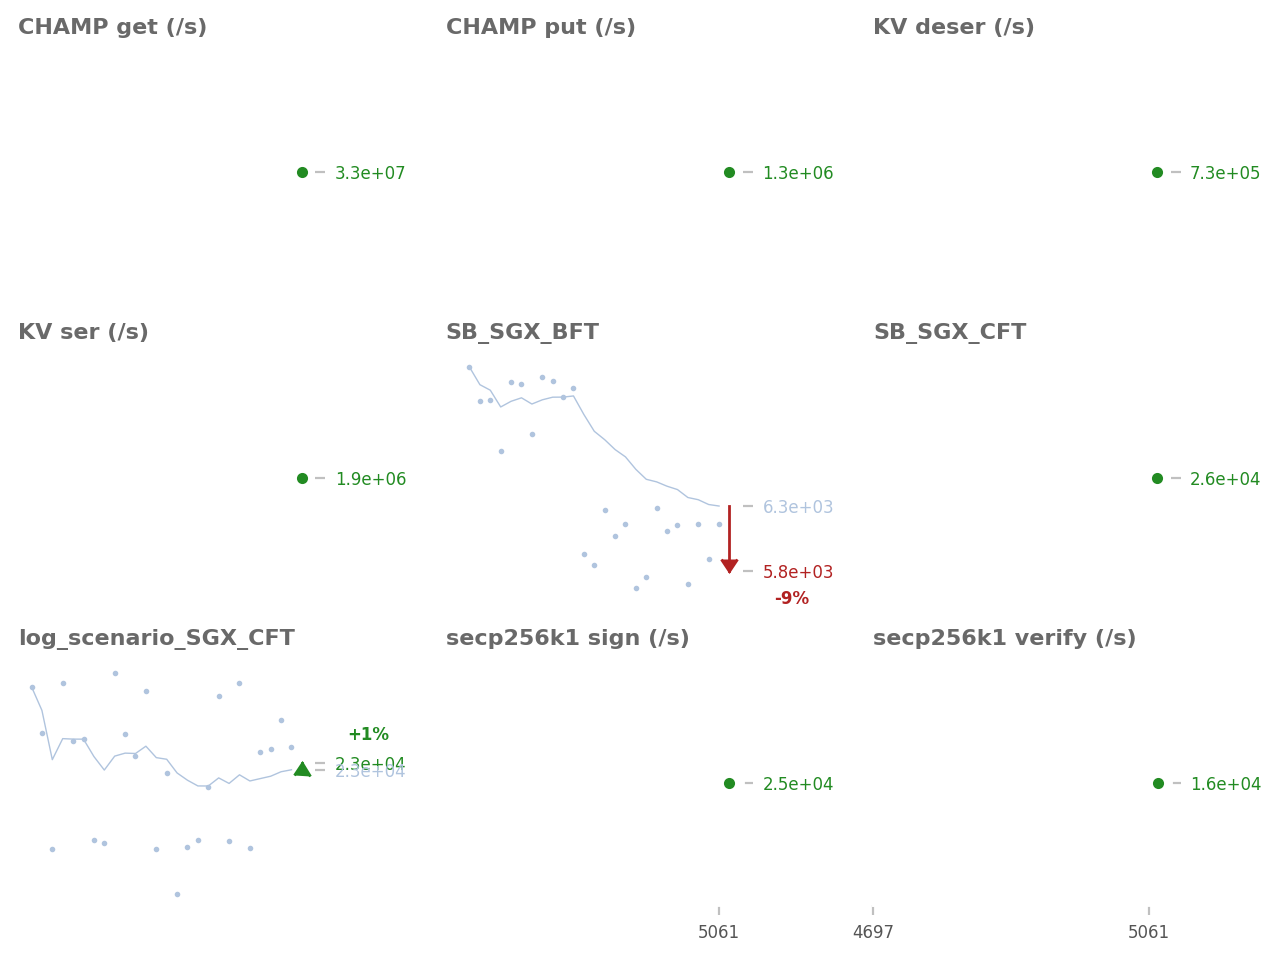 CHAMP get (/s)
CHAMP put (/s)
KV deser (/s)
3.3e+07
1.3e+06
7.3e+05
KV ser (/s)
SB_SGX_BFT
SB_SGX_CFT
1.9e+06
2.6e+04
6.3e+03
5.8e+03
-9%
log_scenario_SGX_CFT
secp256k1 sign (/s)
secp256k1 verify (/s)
+1%
2.3e+04
2.3e+04
2.5e+04
1.6e+04
5061
4697
5061